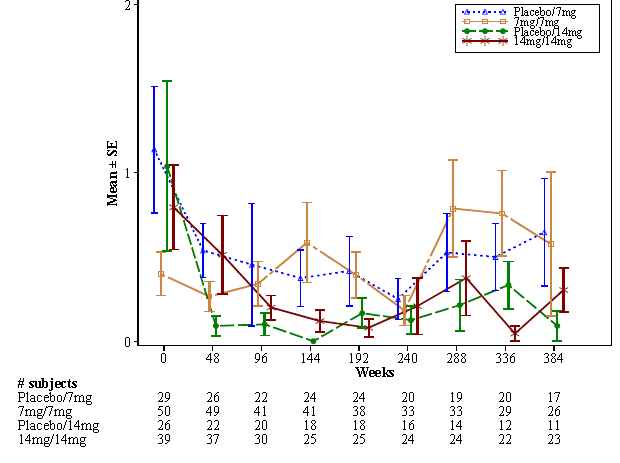 2
Placebo/7mg
7mg/7mg
Placebo/14mg
14mg/14mg
1
Mean ± SE
0
0 48 96 144 192 240 288 336 384
Weeks
# subjects
Placebo/7mg 29 26 22 24 24 20 19 20 17
7mg/7mg 50 49 41 41 38 33 33 29 26
Placebo/14mg 26 22 20 18 18 16 14 12 11
14mg/14mg 39 37 30 25 25 24 24 22 23